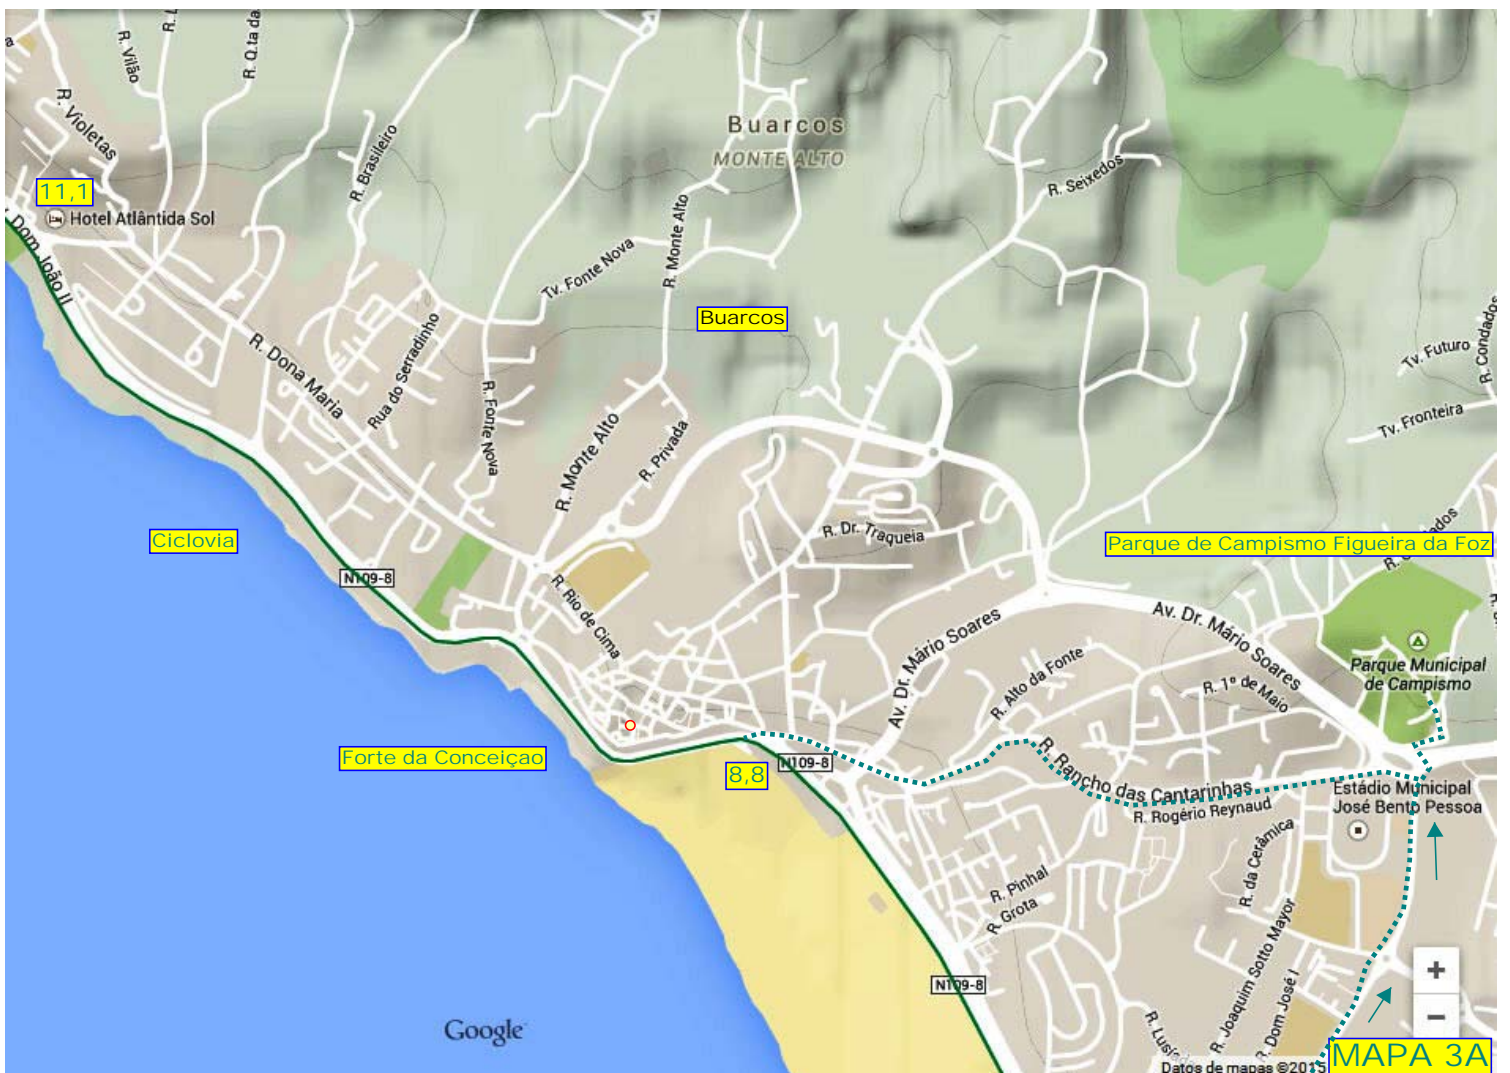 R. Vilão
R. Q.ta da
R. Violetas
R. Brasileiro
Buarcos
MONTE ALTO
R. Seixedos
11,1
Hotel Atlântida Sol
Dom João II
R. Monte Alto
Tv. Fonte Nova
Buarcos
R. Dona Maria
Rua do Serradinho
R. Fonte Nova
Tv. Futuro
R. Condados
Tv. Fronteira
R. Monte Alto
R. Privada
Ciclovia
R. Dr. Traqueia
Parque de Campismo Figueira da Foz
N109-8
R. Rio de Cima
Av. Dr. Mário Soares
Av. Dr. Mário Soares
R. Alto da Fonte
R. 1º de Maio
Parque Municipal
de Campismo
Forte da Conceiçao
8,8
N109-8
R. Rancho das Cantarinhas
R. Rogério Reynaud
Estádio Municipal
José Bento Pessoa
R. da Cerâmica
R. Pinhal
R. Grota
R. Joaquim Sotto Mayor
R. Dom José I
N109-8
+
−
Google
MAPA 3A
Datos de mapas ©2015